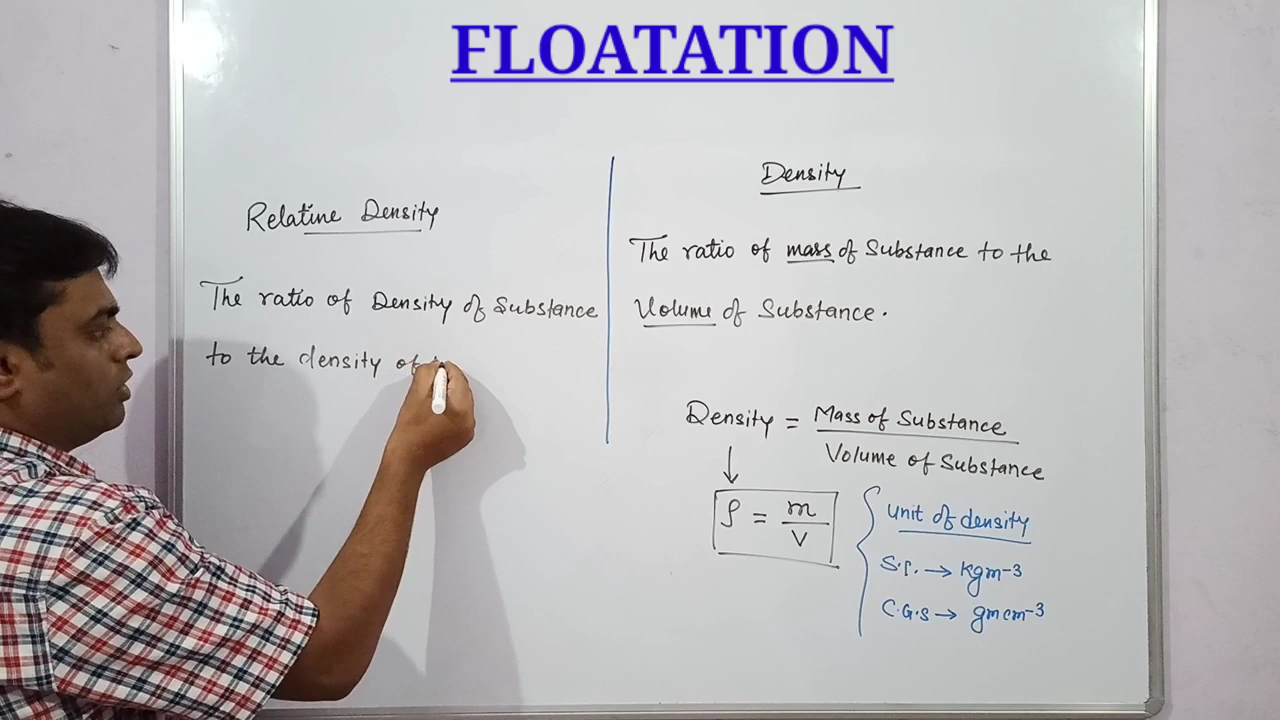 FLOATATION
Relative Density
The ratio of Density of Substance
to the density of
Density
The ratio of mass of Substance to the
Volume of Substance.
Density = Mass of Substance
Volume of Substance
ρ = m
V
unit of density
S.I. → kgm⁻³
C.G.S → gmcm⁻³